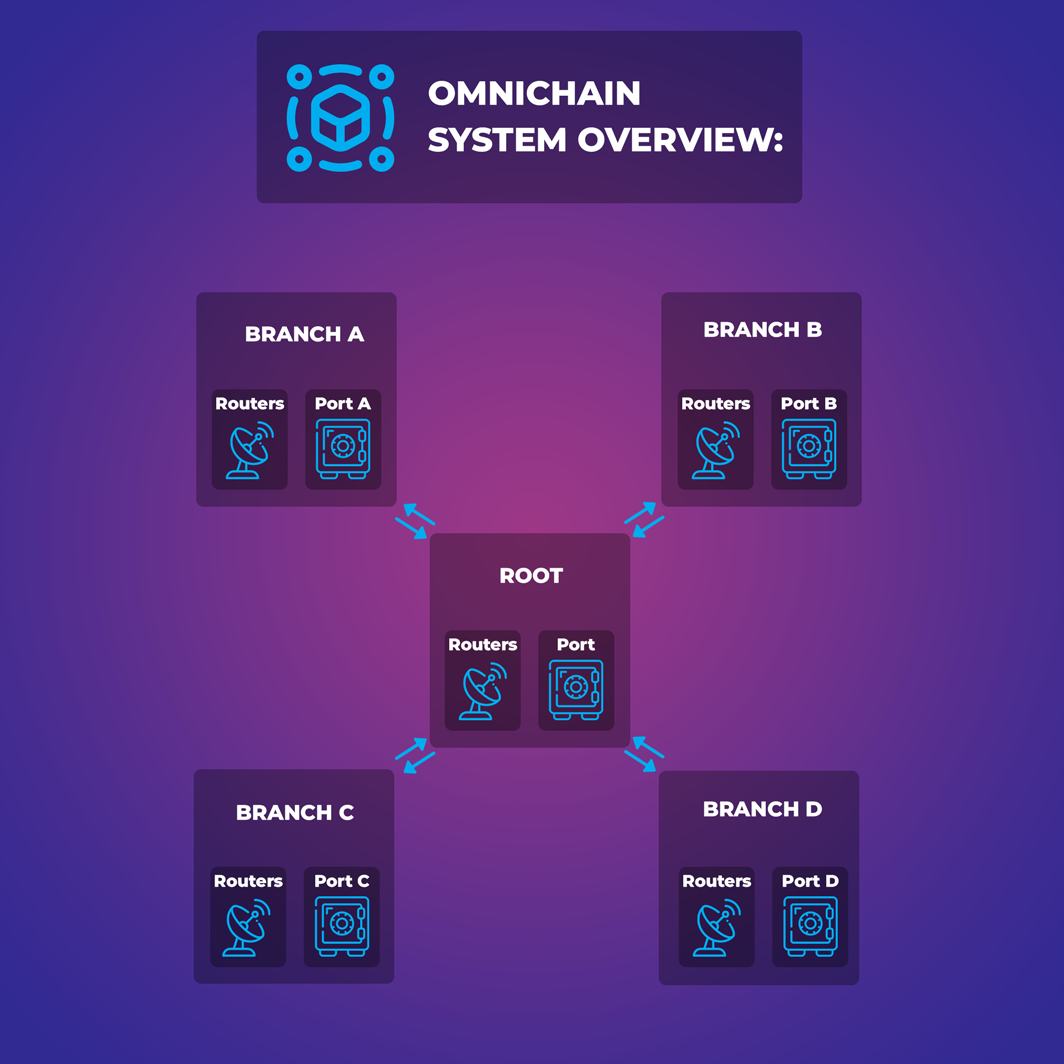 OMNICHAIN
SYSTEM OVERVIEW:
BRANCH A
Routers
Port A
BRANCH B
Routers
Port B
ROOT
Routers
Port
BRANCH C
Routers
Port C
BRANCH D
Routers
Port D